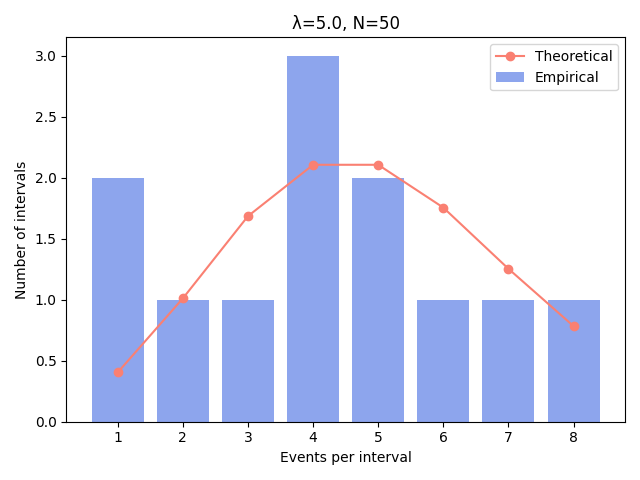 λ=5.0, N=50
Theoretical
Empirical
Number of intervals
3.0
2.5
2.0
1.5
1.0
0.5
0.0
1 2 3 4 5 6 7 8
Events per interval